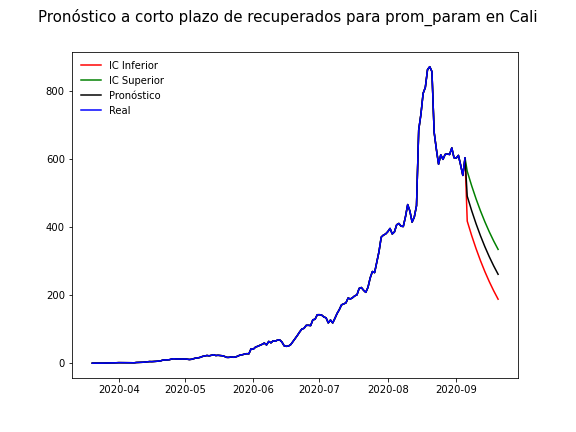 Pronóstico a corto plazo de recuperados para prom_param en Cali
IC Inferior
IC Superior
Pronóstico
Real
800
600
400
200
0
2020-04 2020-05 2020-06 2020-07 2020-08 2020-09